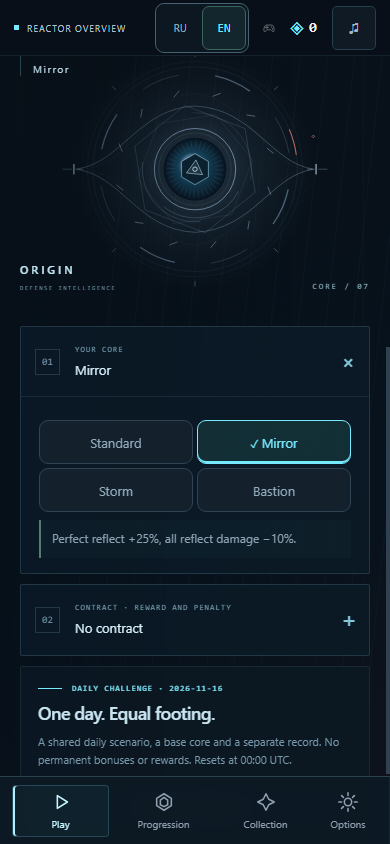 REACTOR OVERVIEW
RU
EN
0
Mirror
ORIGIN
DEFENSE INTELLIGENCE
CORE / 07
01
YOUR CORE
Mirror
Standard
✓ Mirror
Storm
Bastion
Perfect reflect +25%, all reflect damage −10%.
02
CONTRACT · REWARD AND PENALTY
No contract
DAILY CHALLENGE · 2026-11-16
One day. Equal footing.
A shared daily scenario, a base core and a separate record. No
permanent bonuses or rewards. Resets at 00:00 UTC.
Play
Progression
Collection
Options